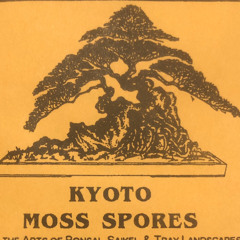 KYOTO
MOSS SPORES
THE ARTS OF BONSAI, SAIKEI, & TRAY LANDSCAPES